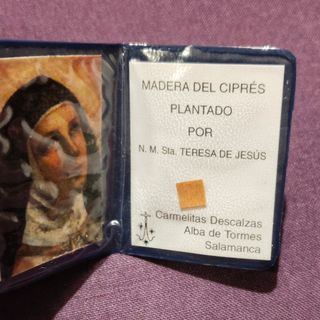 MADERA DEL CIPRÉS
PLANTADO
POR
N. M. Sta. TERESA DE JESÚS
Carmelitas Descalzas
Alba de Tormes
Salamanca